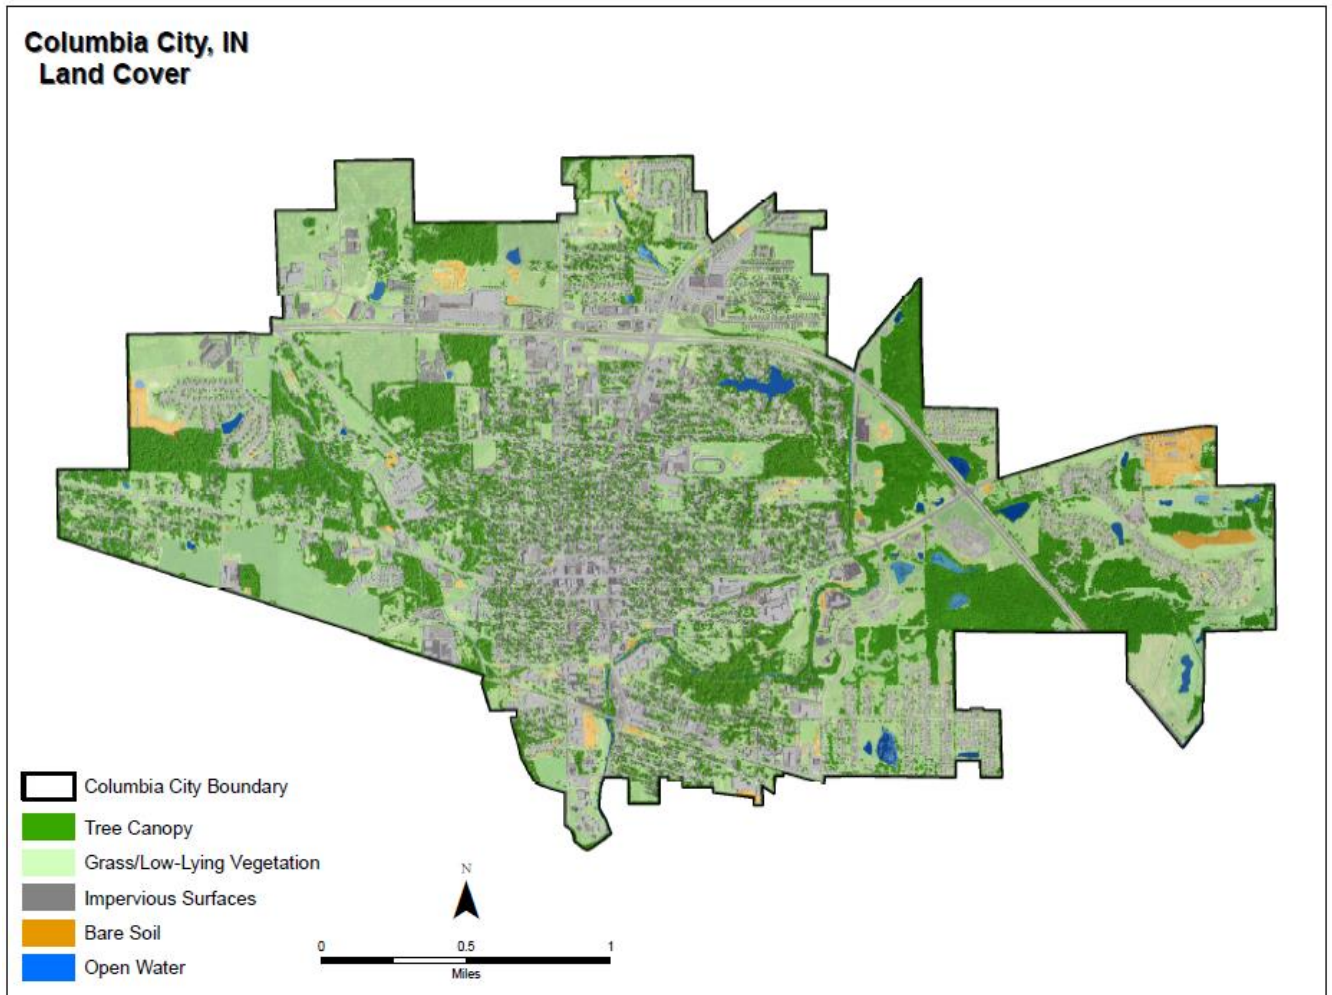 Columbia City, IN
Land Cover
Columbia City Boundary
Tree Canopy
Grass/Low-Lying Vegetation
Impervious Surfaces
Bare Soil
Open Water
N
0 0.5 1
Miles